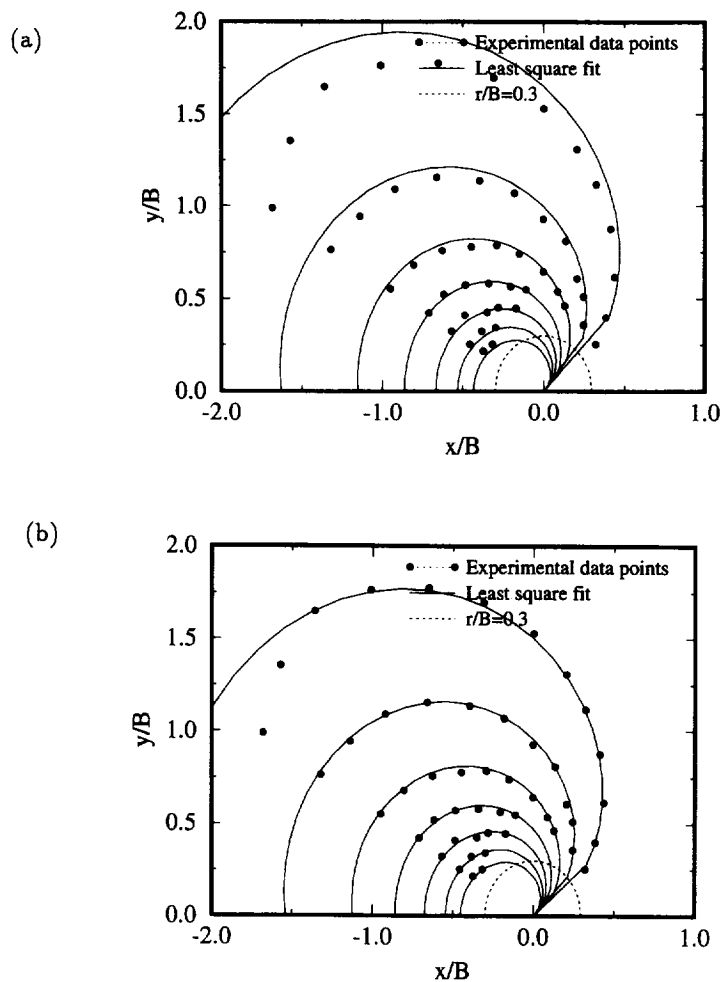 (a)
2.0
Experimental data points
Least square fit
r/B=0.3
1.5
y/B
1.0
0.5
0.0
-2.0 -1.0 0.0 1.0
x/B
(b)
2.0
Experimental data points
Least square fit
r/B=0.3
1.5
y/B
1.0
0.5
0.0
-2.0 -1.0 0.0 1.0
x/B